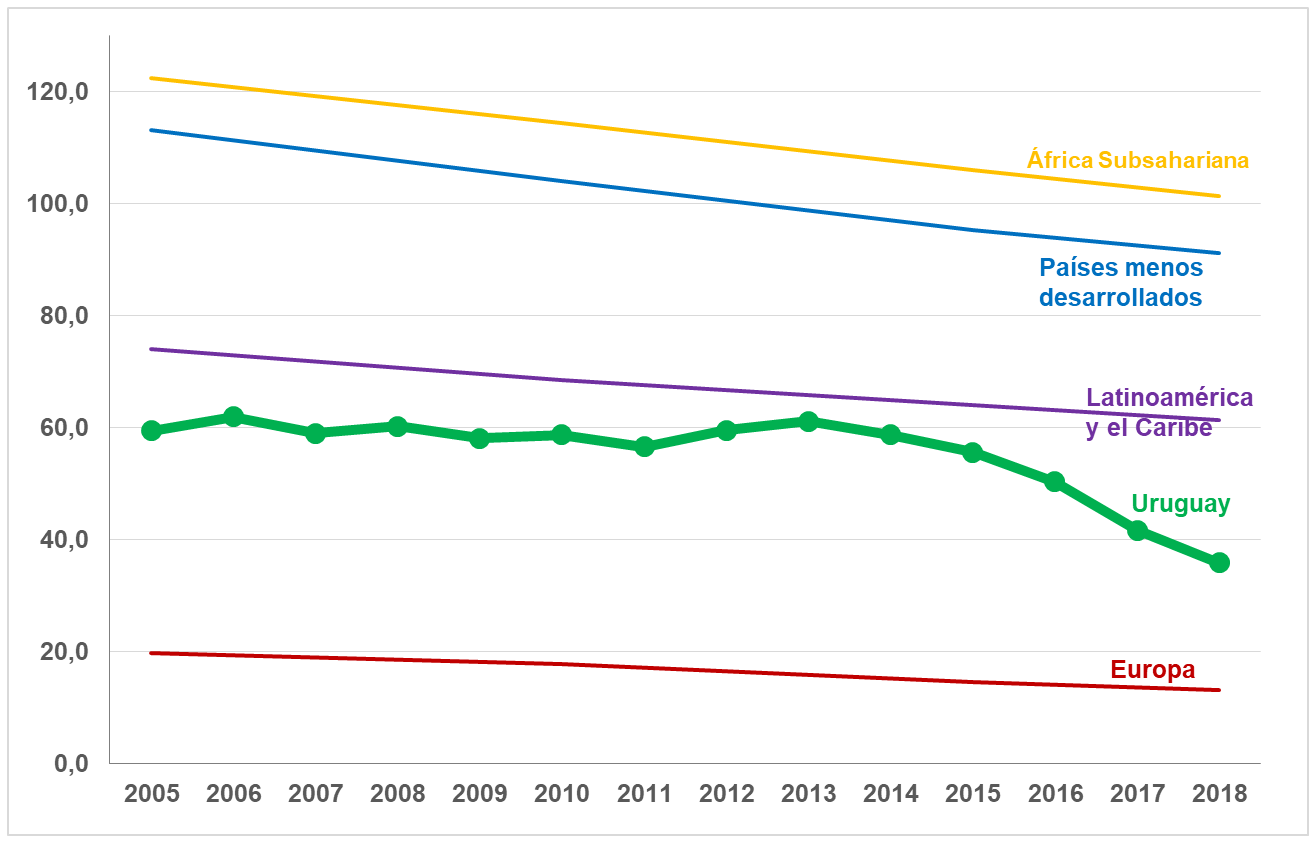 120,0
África Subsahariana
100,0
Países menos
desarrollados
80,0
Latinoamérica
y el Caribe
60,0
Uruguay
40,0
20,0
Europa
0,0
2005 2006 2007 2008 2009 2010 2011 2012 2013 2014 2015 2016 2017 2018